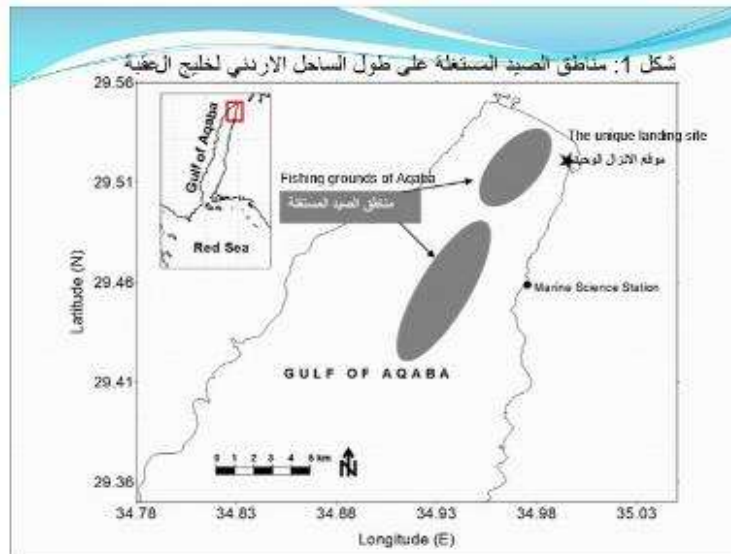 شكل 1: مناطق الصيد المستغلة على طول الساحل الاردني لخليج العقبة
29.56
Gulf of Aqaba
Red Sea
The unique landing site
موقع الانزال الوحيد
Fishing grounds of Aqaba
مناطق الصيد المستغلة
29.51
Latitude (N)
29.46
Marine Science Station
GULF OF AQABA
29.41
0 1 2 3 4 5 km
N
29.36
34.78 34.83 34.88 34.93 34.98 35.03
Longitude (E)